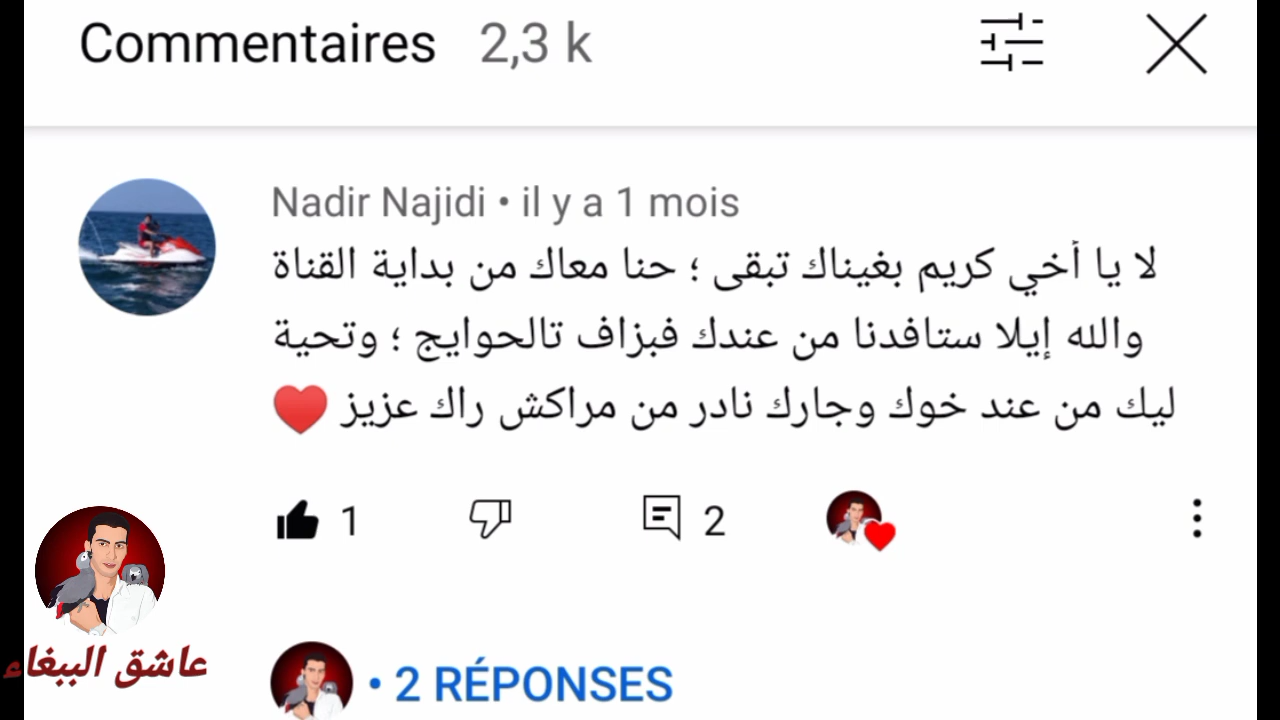 Commentaires 2,3 k
Nadir Najidi • il y a 1 mois
لا يا أخي كريم بغيناك تبقى ؛ حنا معاك من بداية القناة
والله إيلا ستافدنا من عندك فبزاف تالحوايج ؛ وتحية
ليك من عند خوك وجارك نادر من مراكش راك عزيز ❤️
1 2
عاشق الببغاء
• 2 RÉPONSES